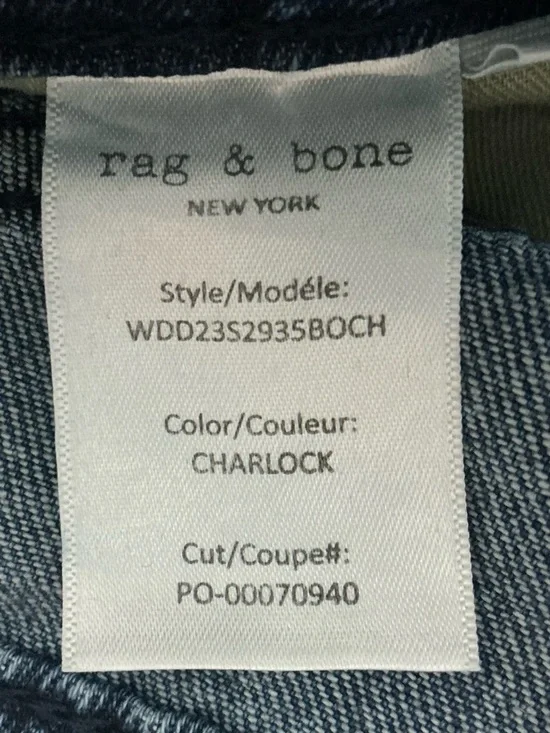 rag & bone
NEW YORK
Style/Modéle:
WDD23S2935BOCH
Color/Couleur:
CHARLOCK
Cut/Coupe#:
PO-00070940